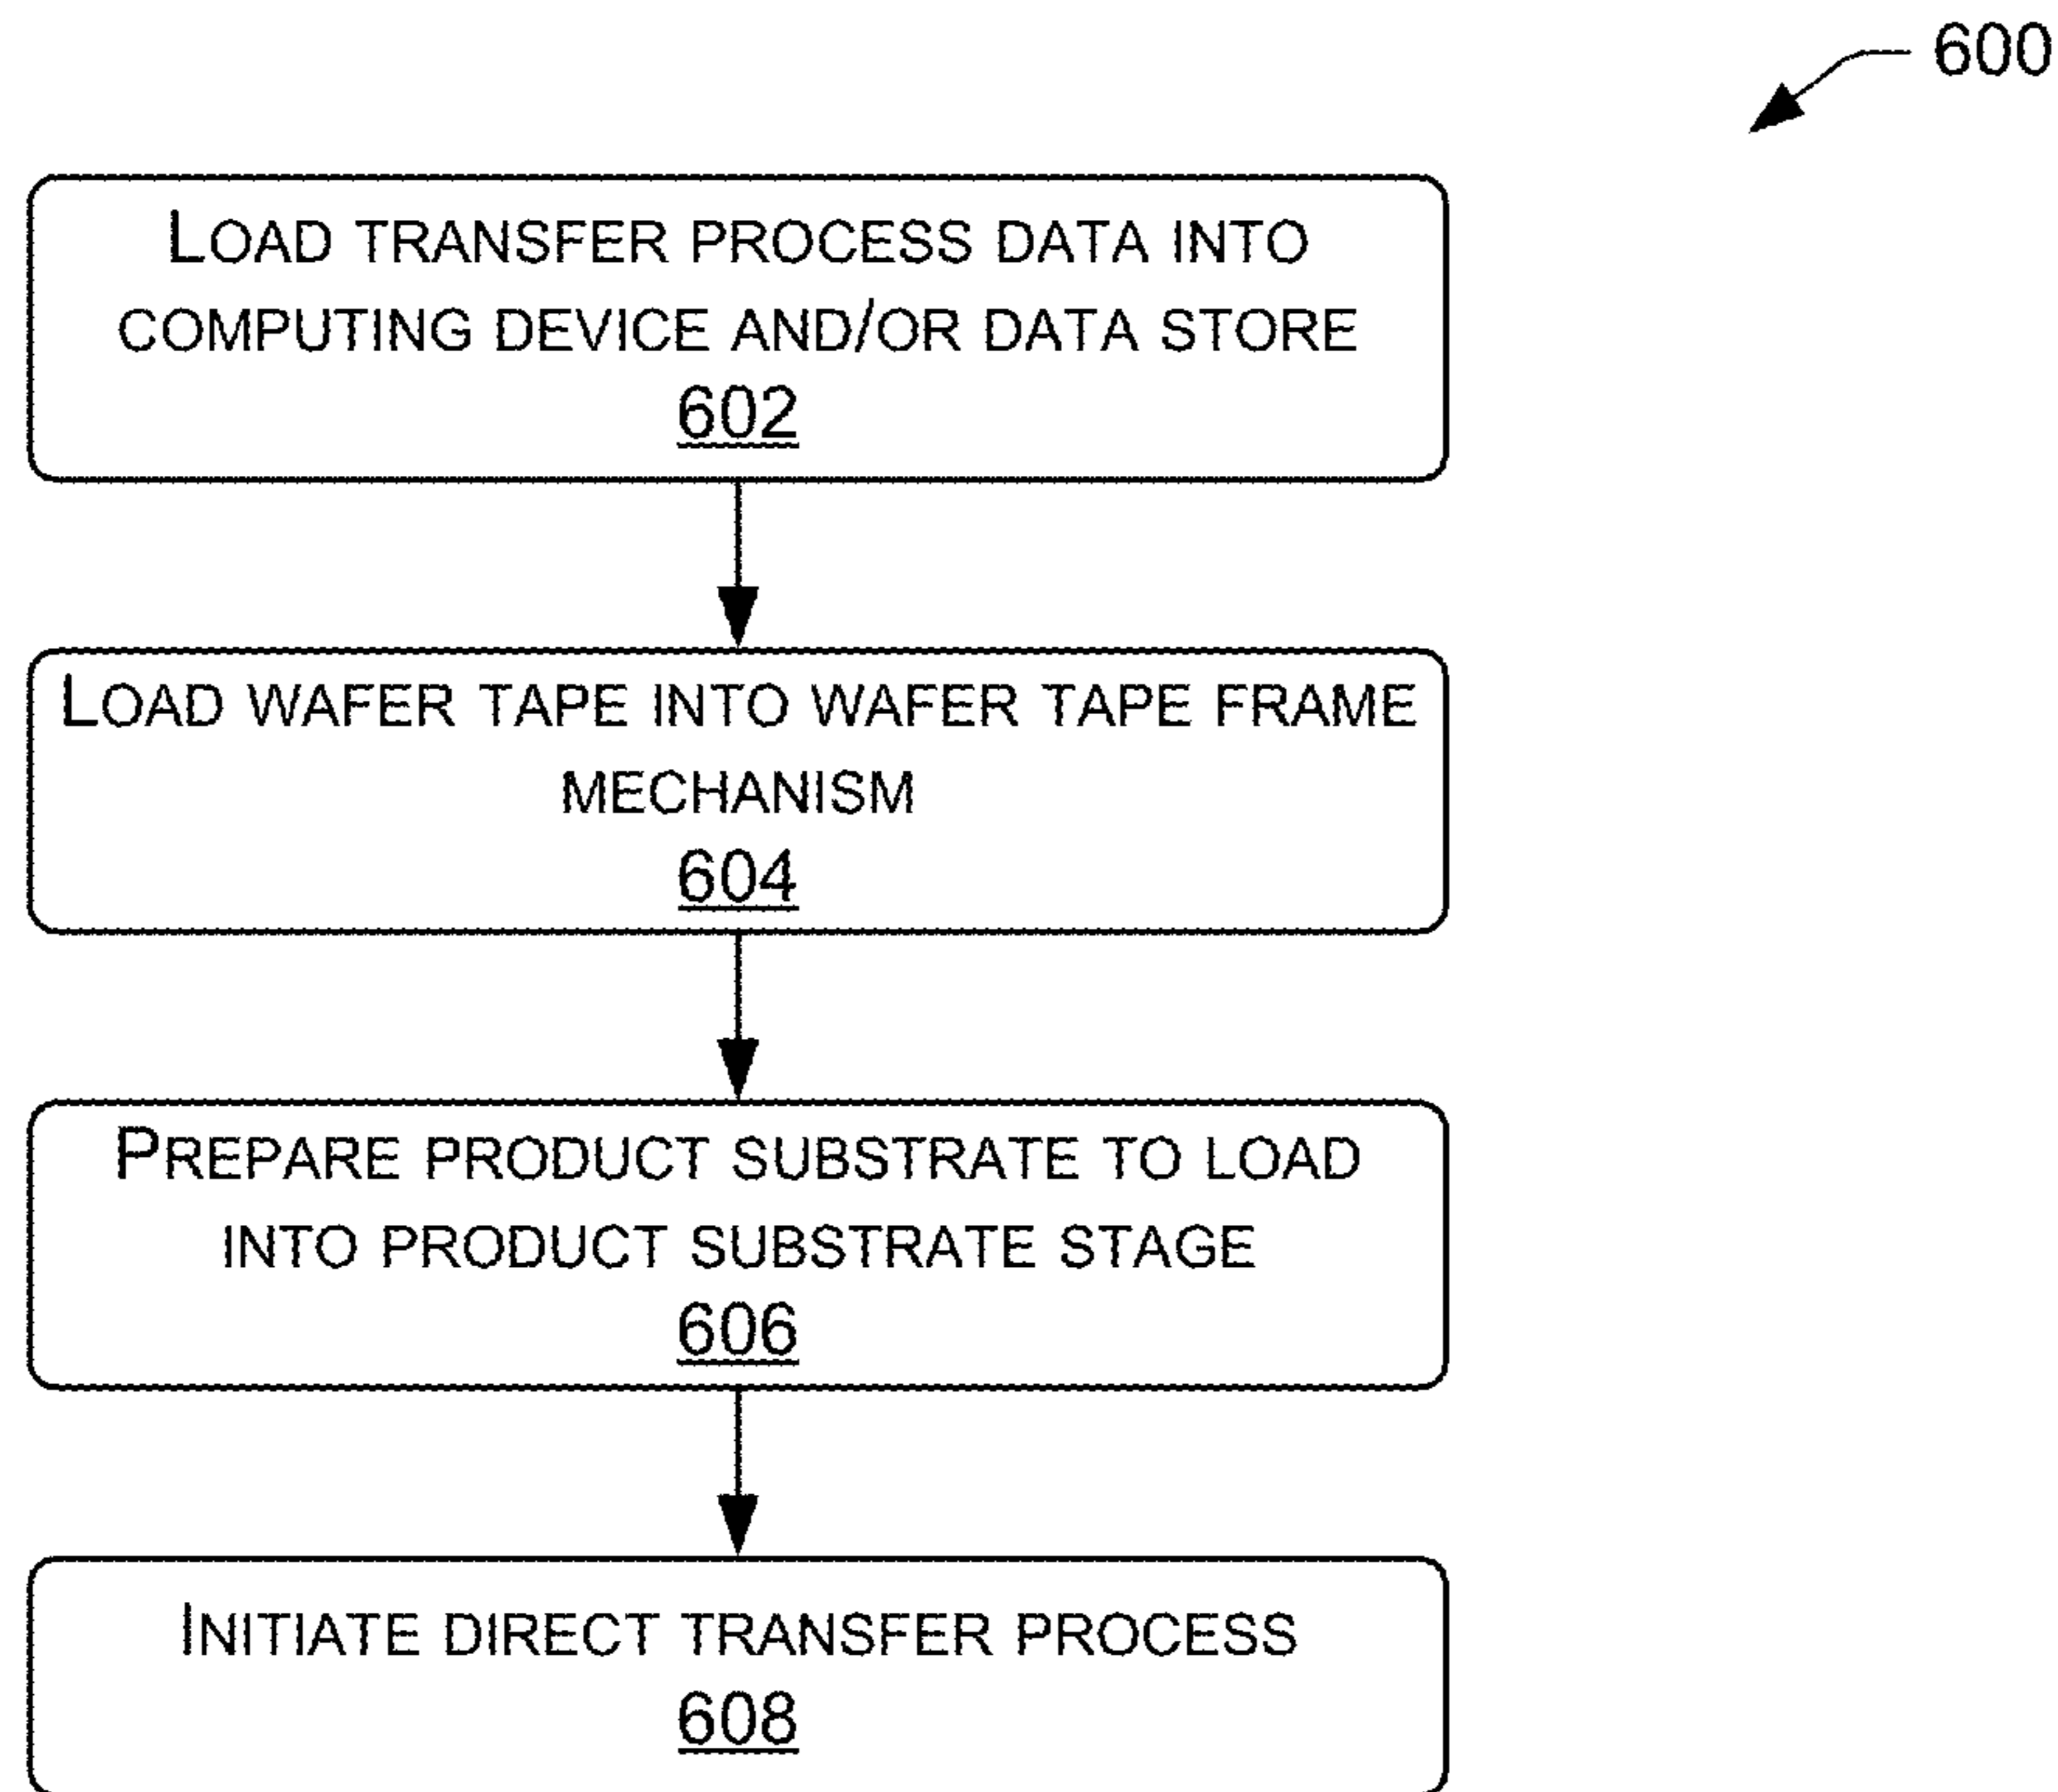 600
LOAD TRANSFER PROCESS DATA INTO
COMPUTING DEVICE AND/OR DATA STORE
602
LOAD WAFER TAPE INTO WAFER TAPE FRAME
MECHANISM
604
PREPARE PRODUCT SUBSTRATE TO LOAD
INTO PRODUCT SUBSTRATE STAGE
606
INITIATE DIRECT TRANSFER PROCESS
608